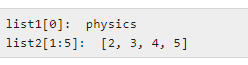 list1[0]:  physics
list2[1:5]:  [2, 3, 4, 5]